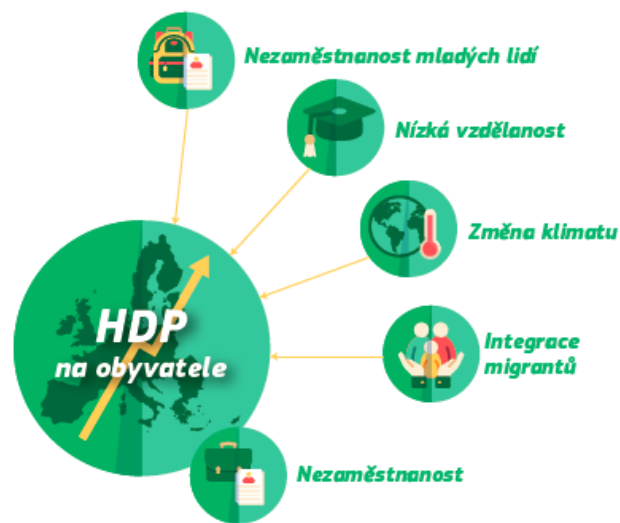 Nezaměstnanost mladých lidí
Nízká vzdělanost
Změna klimatu
HDP
na obyvatele
Integrace
migrantů
Nezaměstnanost